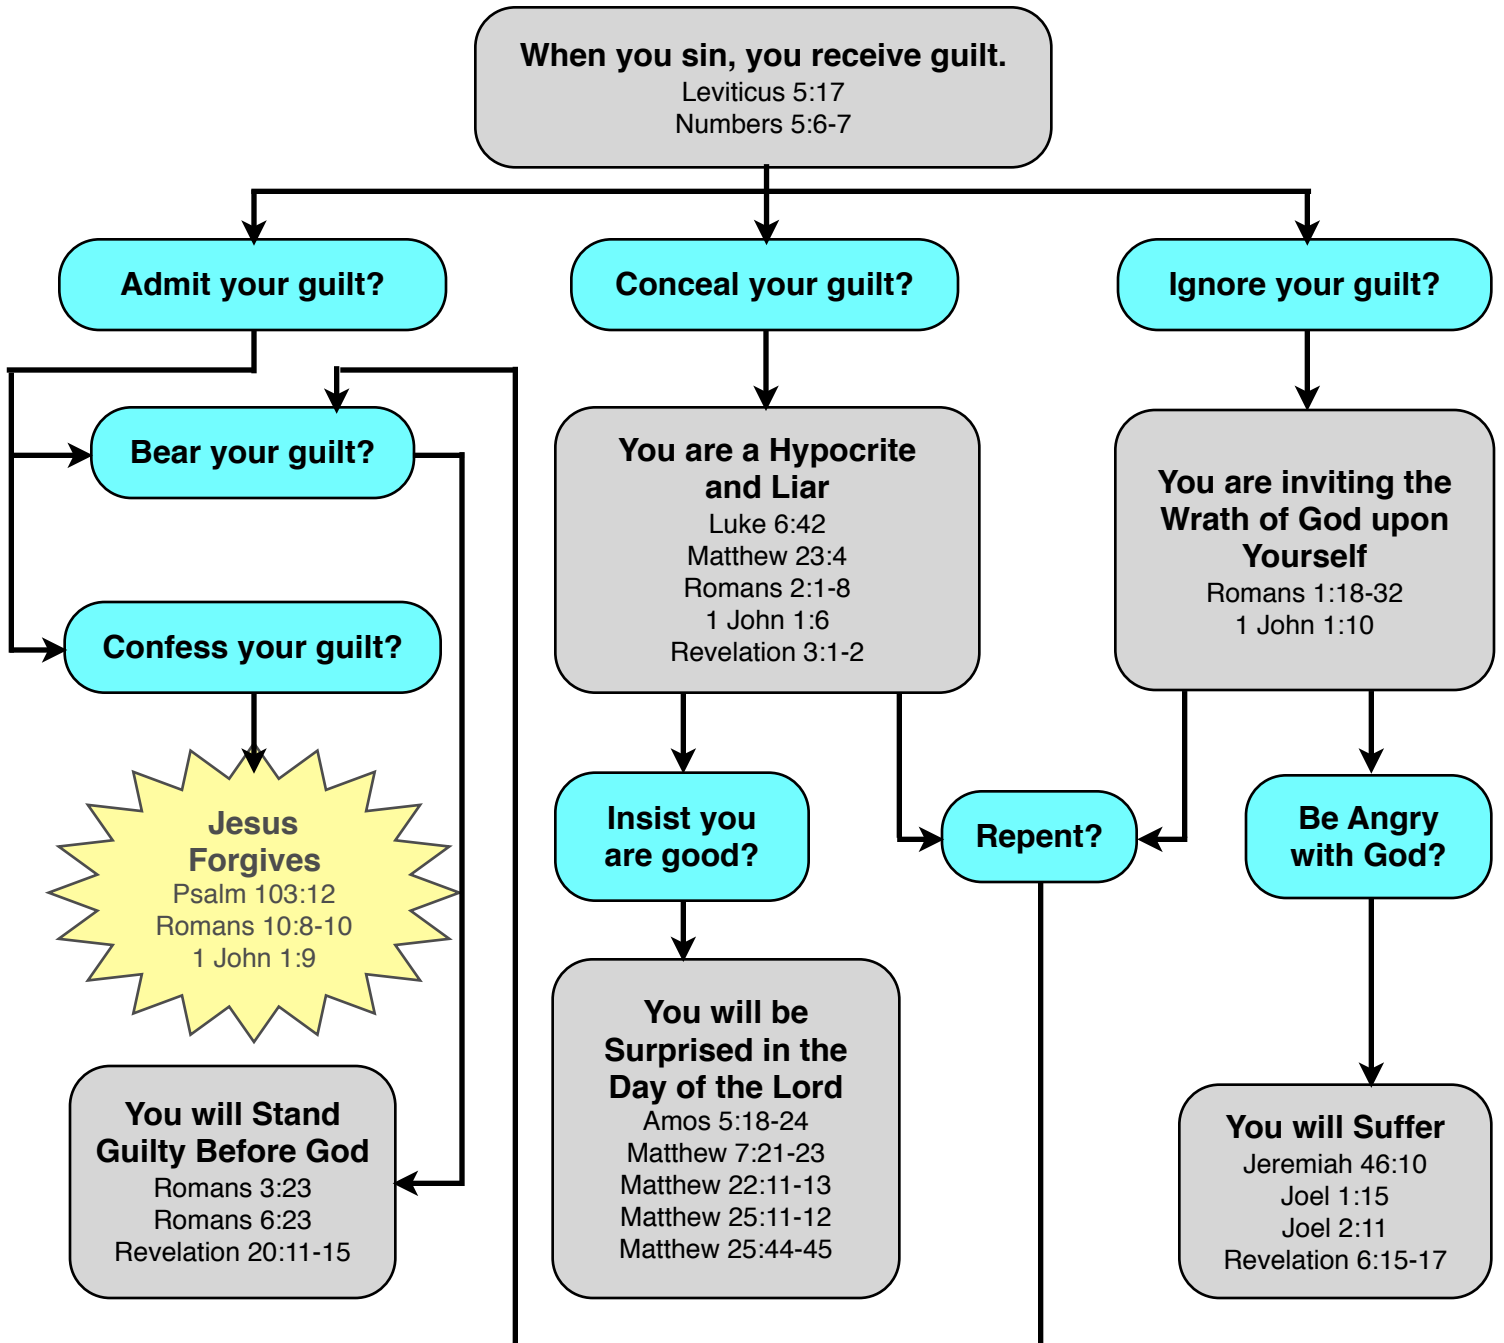 When you sin, you receive guilt.
Leviticus 5:17
Numbers 5:6-7
Admit your guilt?
Conceal your guilt?
Ignore your guilt?
Bear your guilt?
You are a Hypocrite
and Liar
Luke 6:42
Matthew 23:4
Romans 2:1-8
1 John 1:6
Revelation 3:1-2
You are inviting the
Wrath of God upon
Yourself
Romans 1:18-32
1 John 1:10
Confess your guilt?
Jesus
Forgives
Psalm 103:12
Romans 10:8-10
1 John 1:9
Insist you
are good?
Repent?
Be Angry
with God?
You will Stand
Guilty Before God
Romans 3:23
Romans 6:23
Revelation 20:11-15
You will be
Surprised in the
Day of the Lord
Amos 5:18-24
Matthew 7:21-23
Matthew 22:11-13
Matthew 25:11-12
Matthew 25:44-45
You will Suffer
Jeremiah 46:10
Joel 1:15
Joel 2:11
Revelation 6:15-17